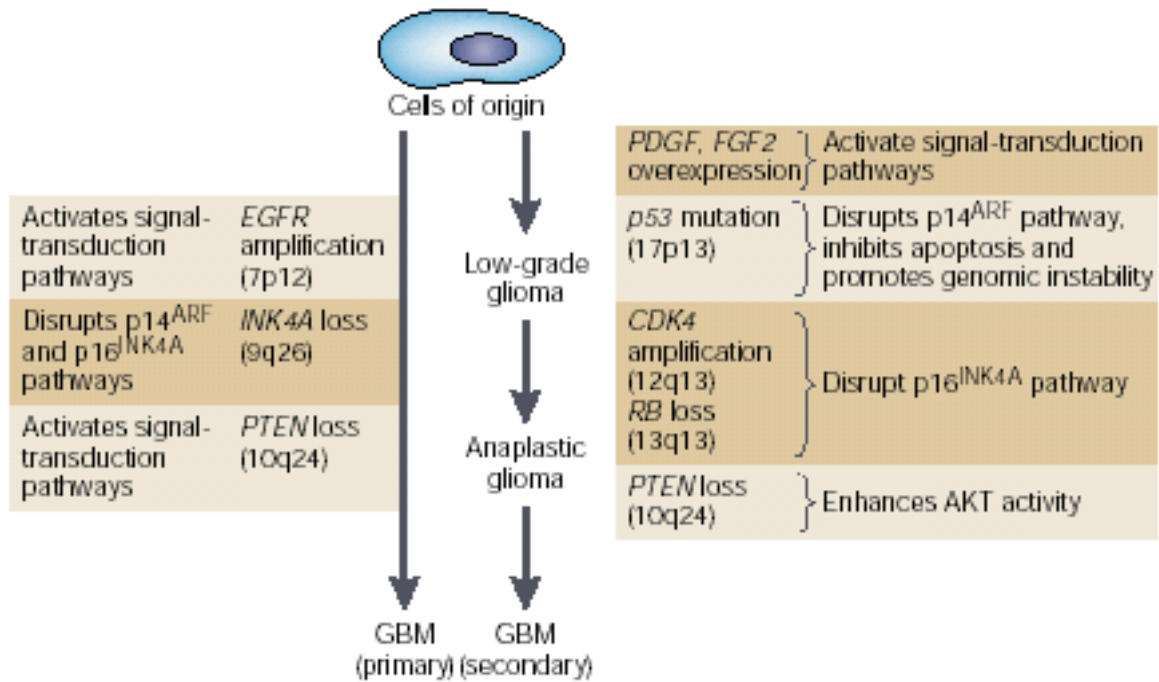 Cells of origin
Activates signal-
transduction
pathways
EGFR
amplification
(7p12)
Disrupts p14ARF
and p16INK4A
pathways
INK4A loss
(9q26)
Activates signal-
transduction
pathways
PTEN loss
(10q24)
Low-grade
glioma
Anaplastic
glioma
GBM
(primary)
GBM
(secondary)
PDGF, FGF2
overexpression
Activate signal-transduction
pathways
p53 mutation
(17p13)
Disrupts p14ARF pathway,
inhibits apoptosis and
promotes genomic instability
CDK4
amplification
(12q13)
RB loss
(13q13)
Disrupt p16INK4A pathway
PTEN loss
(10q24)
Enhances AKT activity